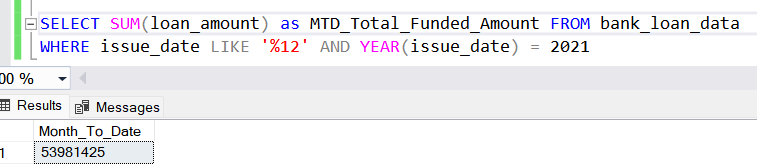 SELECT SUM(loan_amount) as MTD_Total_Funded_Amount FROM bank_loan_data
WHERE issue_date LIKE '%12' AND YEAR(issue_date) = 2021
00 %
Results Messages
Month_To_Date
1 53981425